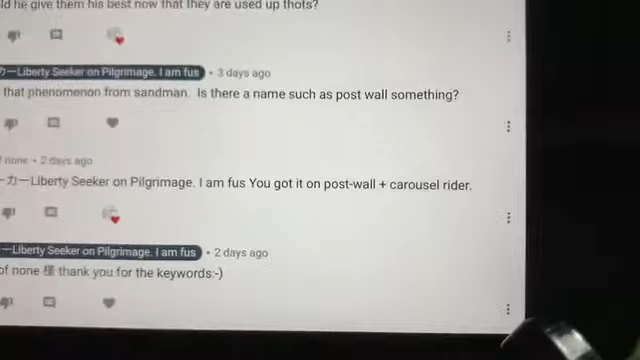 ld he give them his best now that they are used up thots?
カーLiberty Seeker on Pilgrimage. I am fus • 3 days ago
that phenomenon from sandman. Is there a name such as post wall something?
none • 2 days ago
ーカーLiberty Seeker on Pilgrimage. I am fus You got it on post-wall + carousel rider.
ーLiberty Seeker on Pilgrimage. I am fus • 2 days ago
of none 様 thank you for the keywords:-)